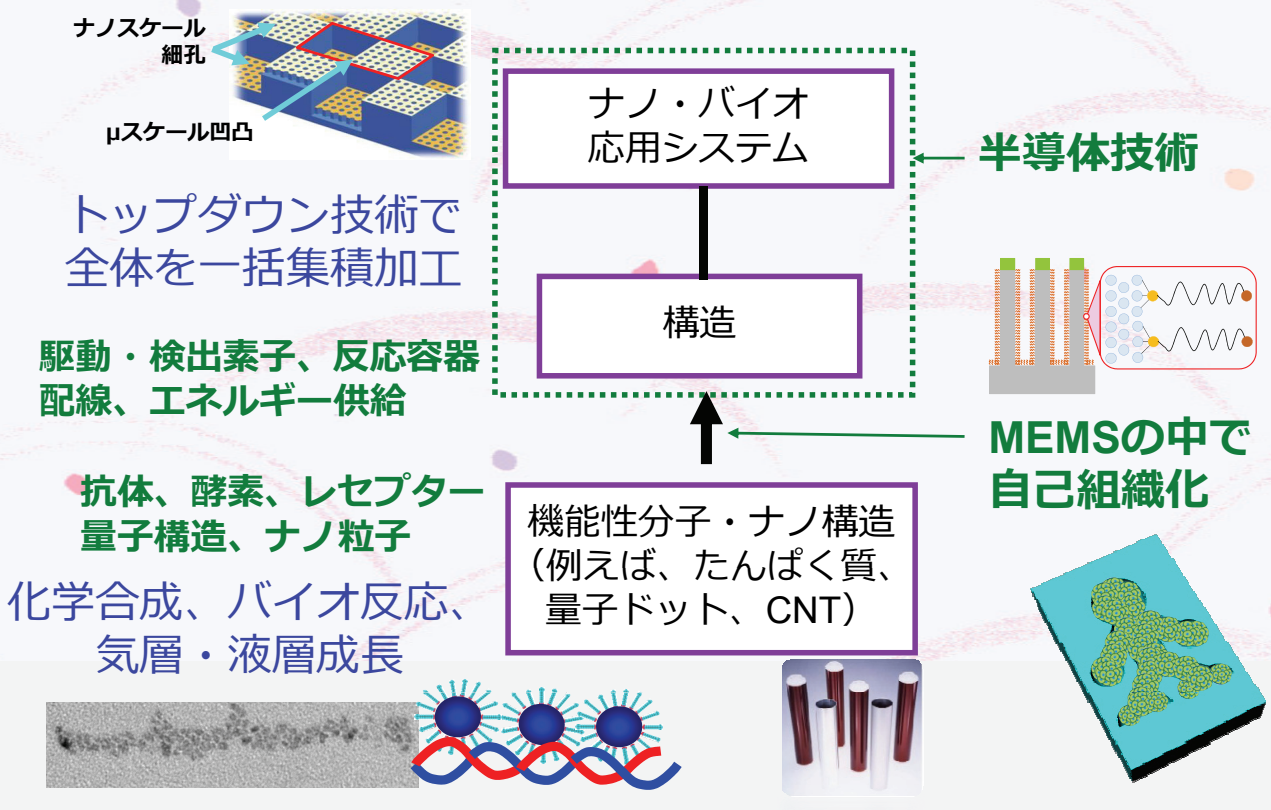 ナノスケール
細孔
μスケール凹凸
トップダウン技術で
全体を一括集積加工
駆動・検出素子、反応容器
配線、エネルギー供給
抗体、酵素、レセプター
量子構造、ナノ粒子
化学合成、バイオ反応、
気層・液層成長
ナノ・バイオ
応用システム
構造
機能性分子・ナノ構造
（例えば、たんぱく質、
量子ドット、CNT）
半導体技術
MEMSの中で
自己組織化